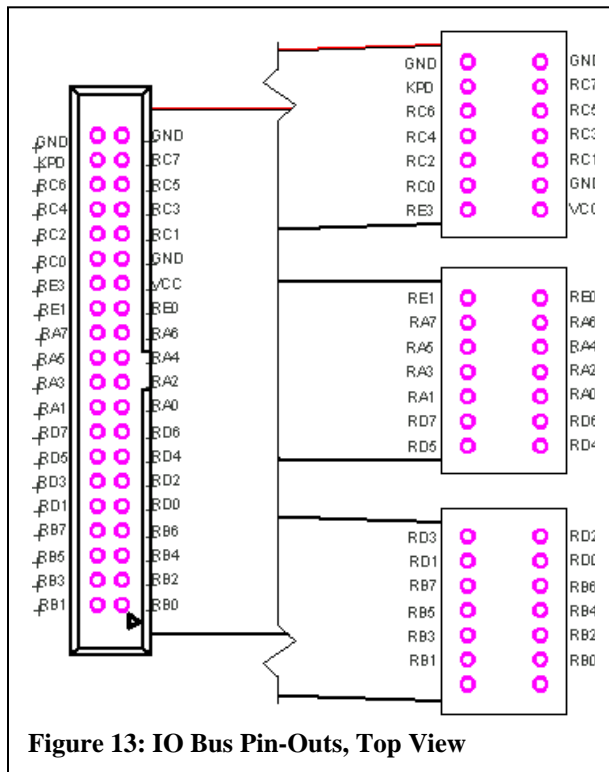 GND GND
KPD RC7
RC6 RC5
RC4 RC3
RC2 RC1
RC0 GND
RE3 VCC
RE1 RE0
RA7 RA6
RA5 RA4
RA3 RA2
RA1 RA0
RD7 RD6
RD5 RD4
RD3 RD2
RD1 RD0
RB7 RB6
RB5 RB4
RB3 RB2
RB1 RB0
GND GND
KPD RC7
RC6 RC5
RC4 RC3
RC2 RC1
RC0 GND
RE3 VCC
RE1 RE0
RA7 RA6
RA5 RA4
RA3 RA2
RA1 RA0
RD7 RD6
RD5 RD4
RD3 RD2
RD1 RD0
RB7 RB6
RB5 RB4
RB3 RB2
RB1 RB0
Figure 13: IO Bus Pin-Outs, Top View